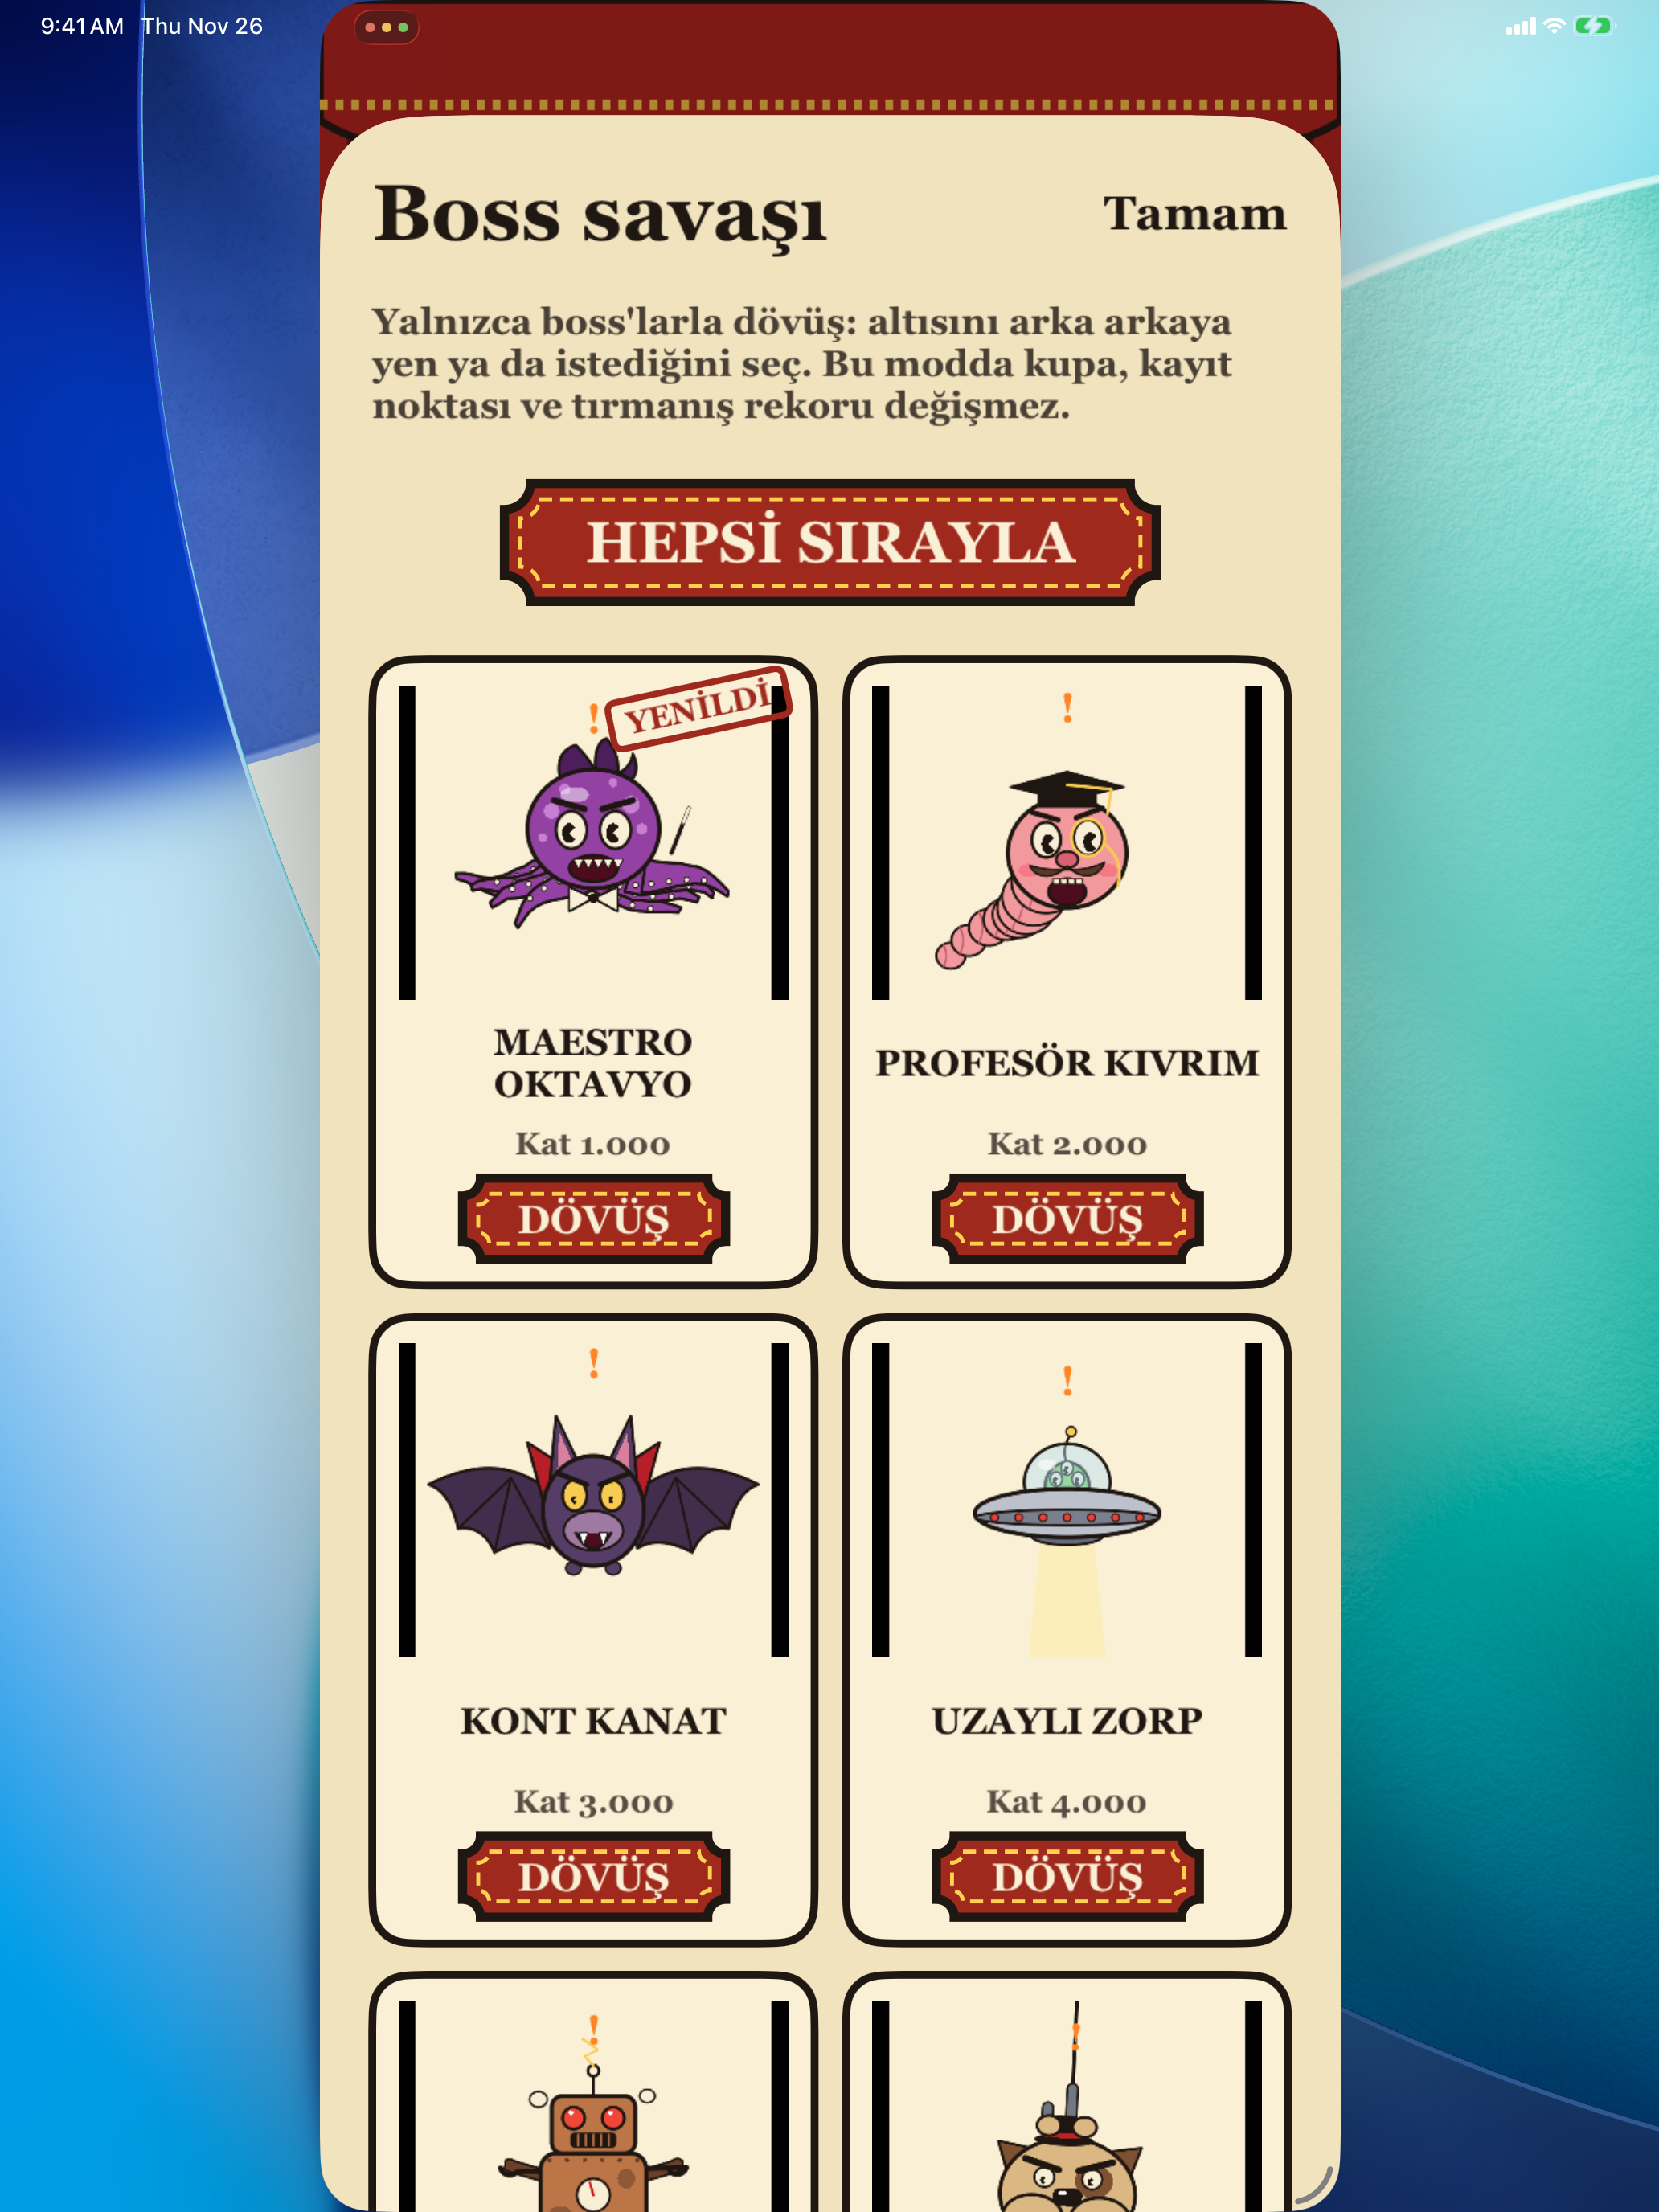 9:41 AM Thu Nov 26
Boss savaşı
Tamam
Yalnızca boss'larla dövüş: altısını arka arkaya
yen ya da istediğini seç. Bu modda kupa, kayıt
noktası ve tırmanış rekoru değişmez.
HEPSİ SIRAYLA
!
YENİLDİ
MAESTRO
OKTAVYO
Kat 1.000
DÖVÜŞ
!
PROFESÖR KIVRIM
Kat 2.000
DÖVÜŞ
!
KONT KANAT
Kat 3.000
DÖVÜŞ
!
UZAYLI ZORP
Kat 4.000
DÖVÜŞ
!
!